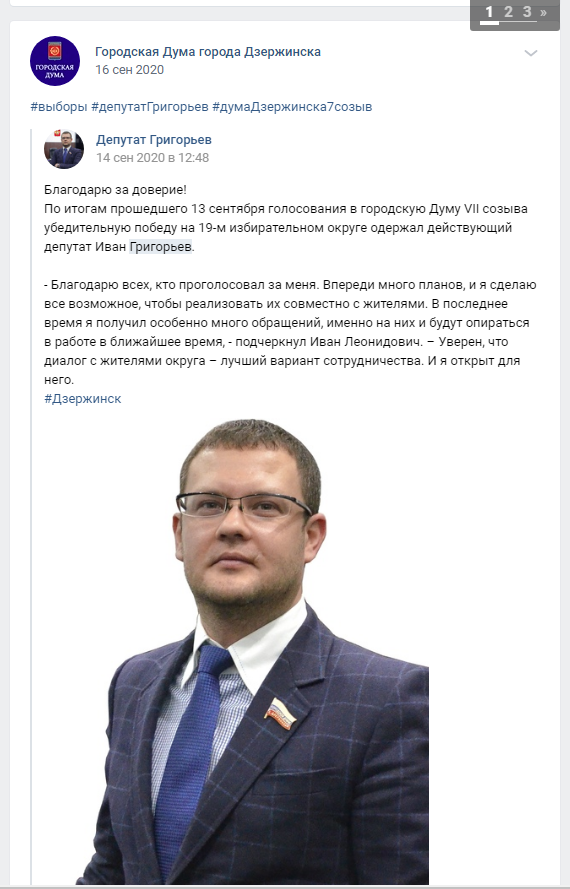 1 2 3 »
ГОРОДСКАЯ
ДУМА
Городская Дума города Дзержинска
16 сен 2020
#выборы #депутатГригорьев #думаДзержинска7созыв
Депутат Григорьев
14 сен 2020 в 12:48
Благодарю за доверие!
По итогам прошедшего 13 сентября голосования в городскую Думу VII созыва
убедительную победу на 19-м избирательном округе одержал действующий
депутат Иван Григорьев.
- Благодарю всех, кто проголосовал за меня. Впереди много планов, и я сделаю
все возможное, чтобы реализовать их совместно с жителями. В последнее
время я получил особенно много обращений, именно на них и будут опираться
в работе в ближайшее время, - подчеркнул Иван Леонидович. – Уверен, что
диалог с жителями округа – лучший вариант сотрудничества. И я открыт для
него.
#Дзержинск